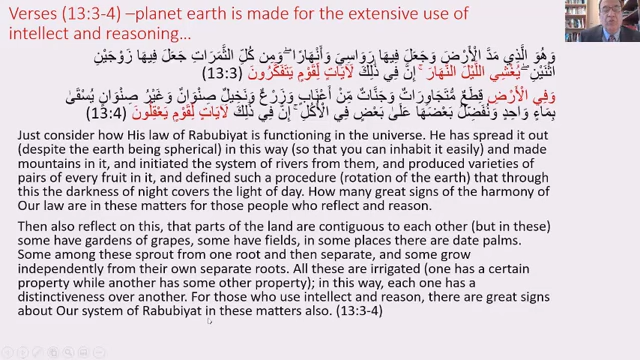 Verses (13:3-4) –planet earth is made for the extensive use of
intellect and reasoning…
وَهُوَ الَّذِي مَدَّ الْأَرْضَ وَجَعَلَ فِيهَا رَوَاسِيَ وَأَنْهَارًا ۖ وَمِن كُلِّ الثَّمَرَاتِ جَعَلَ فِيهَا زَوْجَيْنِ
اثْنَيْنِ ۖ يُغْشِي اللَّيْلَ النَّهَارَ ۚ إِنَّ فِي ذَٰلِكَ لَآيَاتٍ لِّقَوْمٍ يَتَفَكَّرُونَ (13:3)
وَفِي الْأَرْضِ قِطَعٌ مُّتَجَاوِرَاتٌ وَجَنَّاتٌ مِّنْ أَعْنَابٍ وَزَرْعٌ وَنَخِيلٌ صِنْوَانٌ وَغَيْرُ صِنْوَانٍ يُسْقَىٰ
بِمَاءٍ وَاحِدٍ وَنُفَضِّلُ بَعْضَهَا عَلَىٰ بَعْضٍ فِي الْأُكُلِ ۚ إِنَّ فِي ذَٰلِكَ لَآيَاتٍ لِّقَوْمٍ يَعْقِلُونَ (13:4)
Just consider how His law of Rabubiyat is functioning in the universe. He has spread it out
(despite the earth being spherical) in this way (so that you can inhabit it easily) and made
mountains in it, and initiated the system of rivers from them, and produced varieties of
pairs of every fruit in it, and defined such a procedure (rotation of the earth) that through
this the darkness of night covers the light of day. How many great signs of the harmony of
Our law are in these matters for those people who reflect and reason.
Then also reflect on this, that parts of the land are contiguous to each other (but in these)
some have gardens of grapes, some have fields, in some places there are date palms.
Some among these sprout from one root and then separate, and some grow
independently from their own separate roots. All these are irrigated (one has a certain
property while another has some other property); in this way, each one has a
distinctiveness over another. For those who use intellect and reason, there are great signs
about Our system of Rabubiyat in these matters also. (13:3-4)